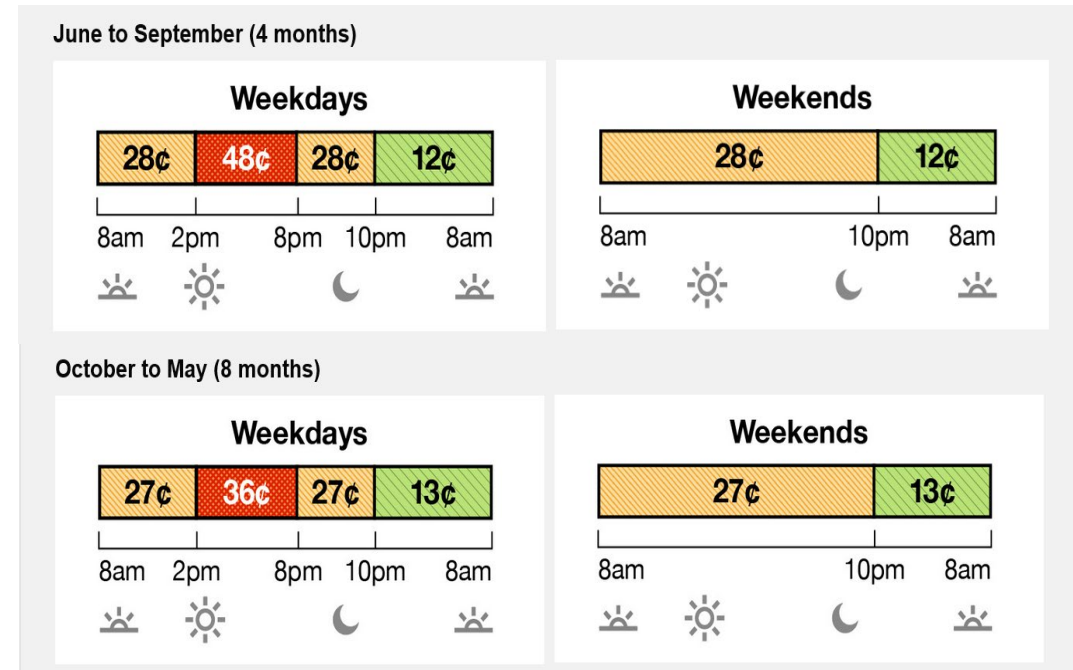 June to September (4 months)
Weekdays
28¢ 48¢ 28¢ 12¢
8am 2pm 8pm 10pm 8am
Weekends
28¢ 12¢
8am 10pm 8am
October to May (8 months)
Weekdays
27¢ 36¢ 27¢ 13¢
8am 2pm 8pm 10pm 8am
Weekends
27¢ 13¢
8am 10pm 8am